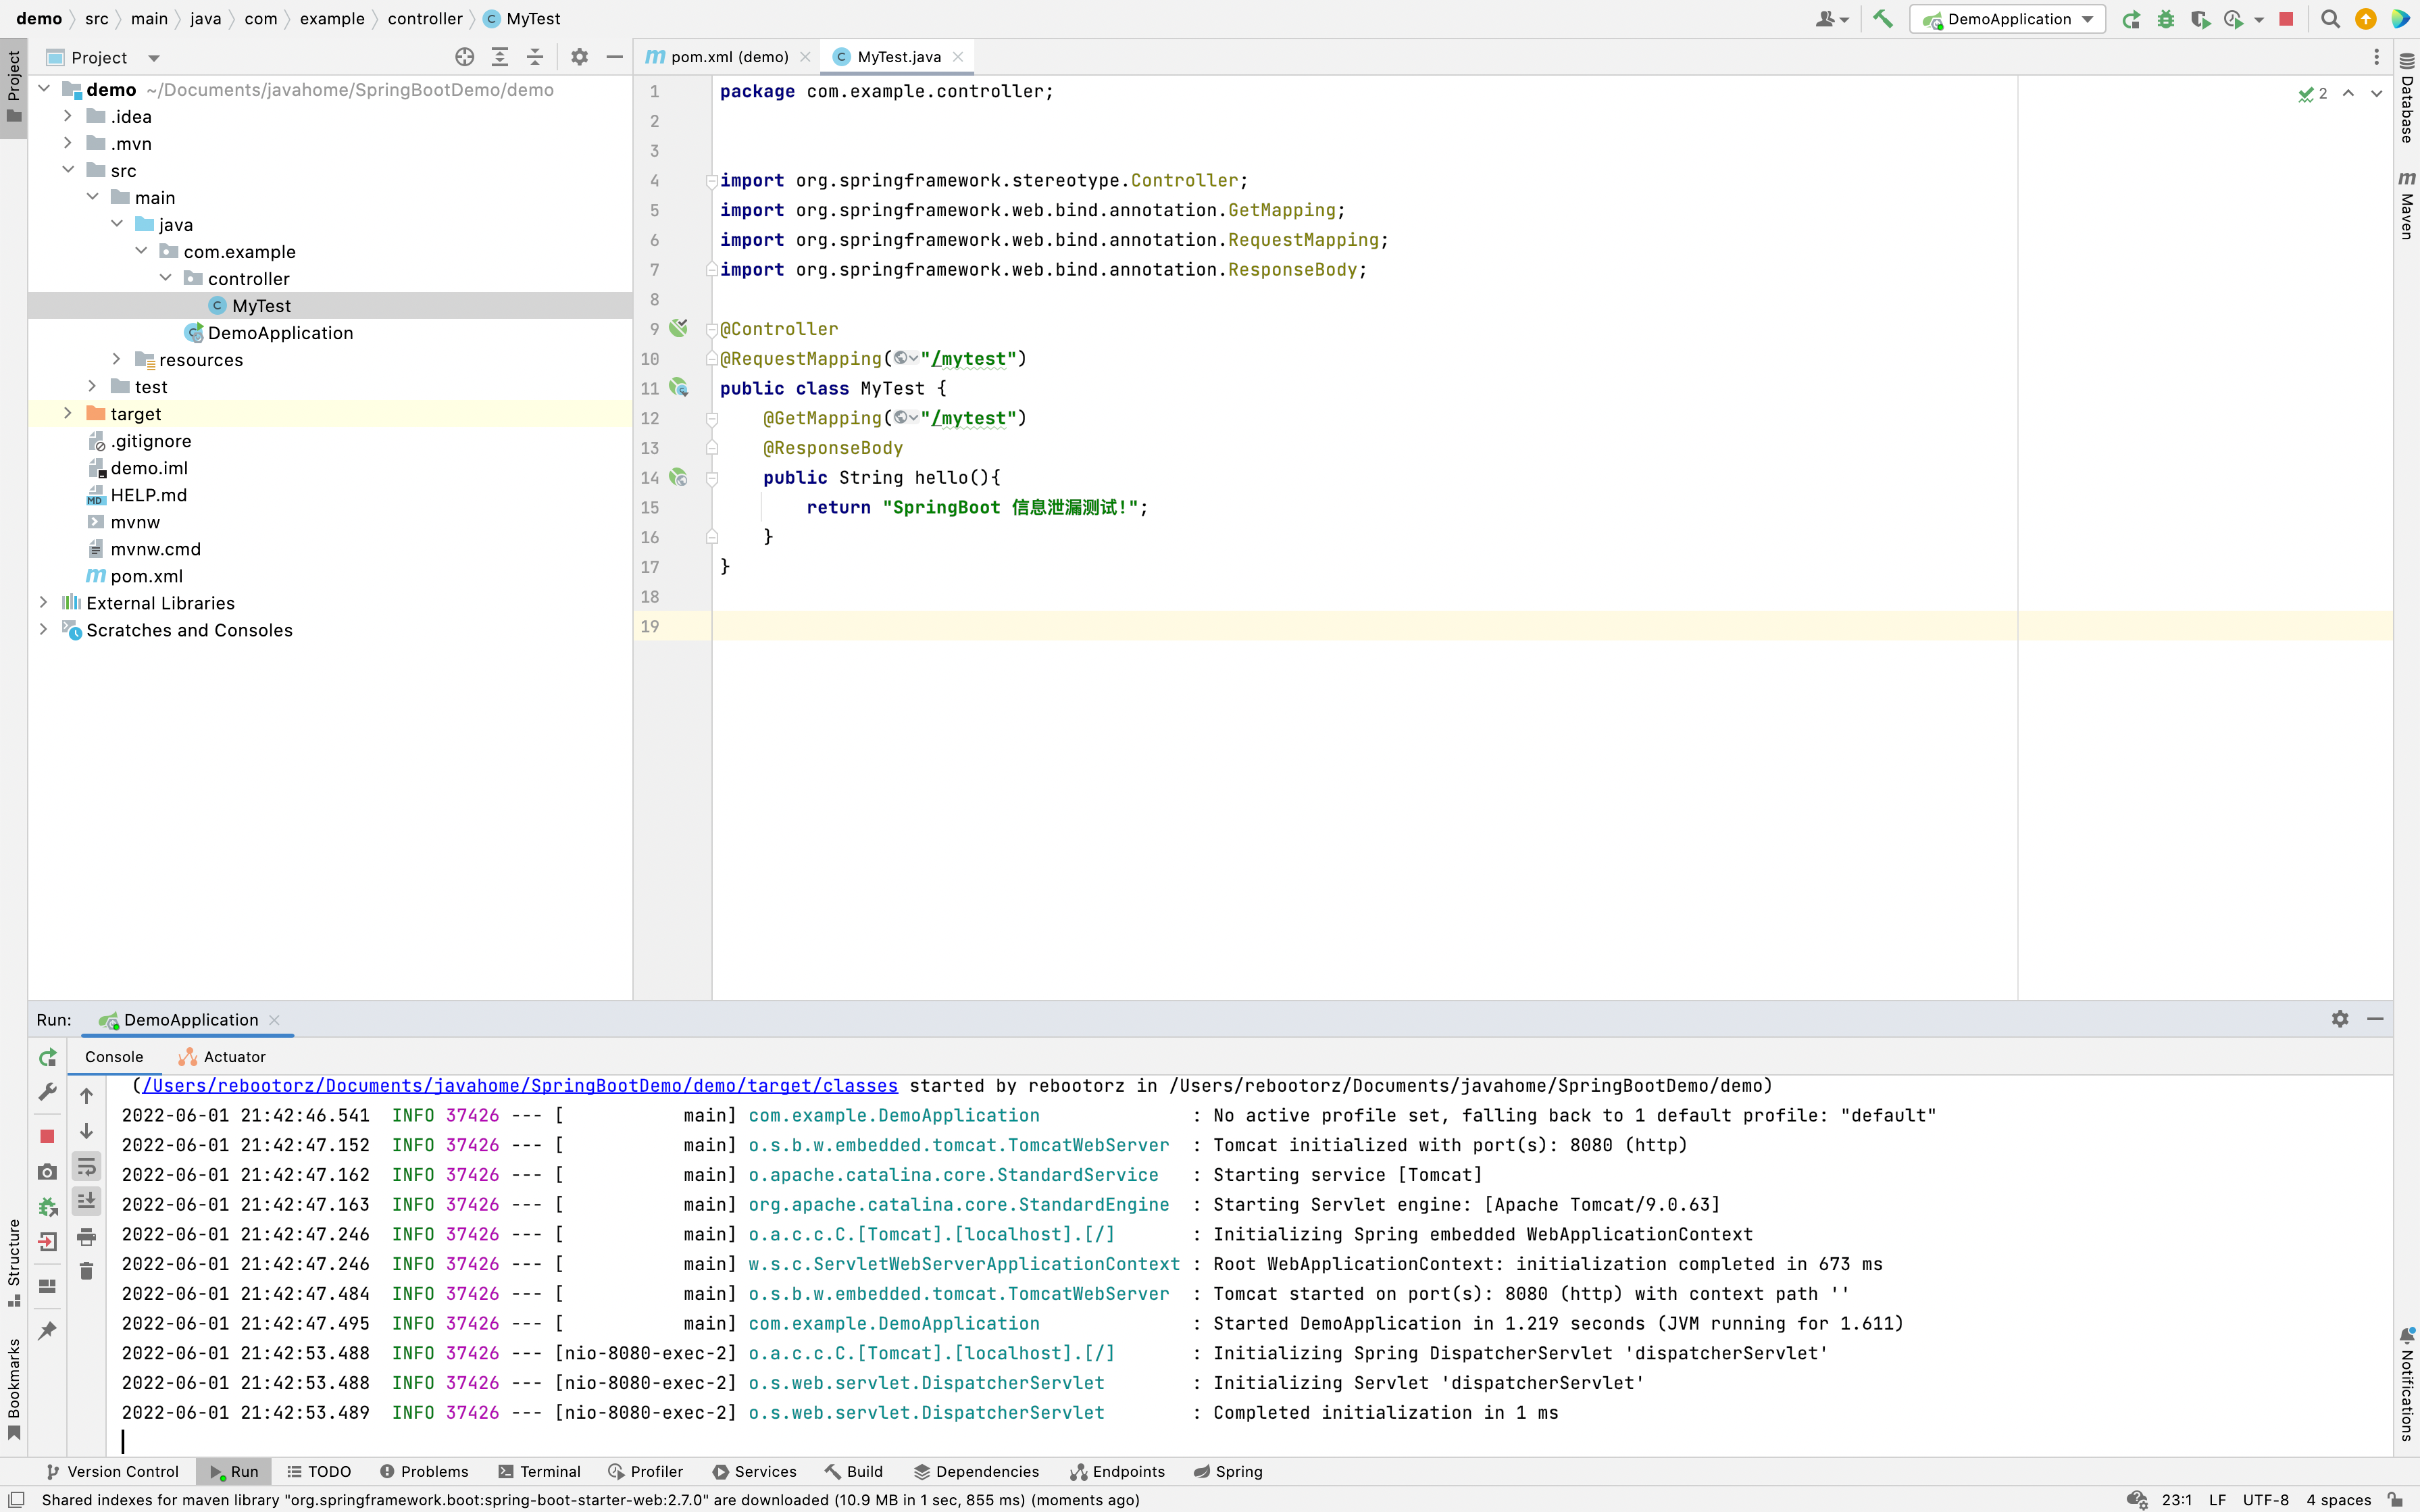 demo src main java com example controller MyTest
DemoApplication
Project
pom.xml (demo) MyTest.java
demo ~/Documents/javahome/SpringBootDemo/demo
.idea
.mvn
src
main
java
com.example
controller
MyTest
DemoApplication
resources
test
target
.gitignore
demo.iml
HELP.md
mvnw
mvnw.cmd
pom.xml
External Libraries
Scratches and Consoles
Project
Structure
Bookmarks
1 package com.example.controller;
2
3
4 import org.springframework.stereotype.Controller;
5 import org.springframework.web.bind.annotation.GetMapping;
6 import org.springframework.web.bind.annotation.RequestMapping;
7 import org.springframework.web.bind.annotation.ResponseBody;
8
9 @Controller
10 @RequestMapping("/mytest")
11 public class MyTest {
12 @GetMapping("/mytest")
13 @ResponseBody
14 public String hello(){
15 return "SpringBoot 信息泄漏测试!";
16 }
17 }
18
19
2
Database
Maven
Notifications
Run: DemoApplication
Console Actuator
(/Users/rebootorz/Documents/javahome/SpringBootDemo/demo/target/classes started by rebootorz in /Users/rebootorz/Documents/javahome/SpringBootDemo/demo)
2022-06-01 21:42:46.541 INFO 37426 --- [ main] com.example.DemoApplication : No active profile set, falling back to 1 default profile: "default"
2022-06-01 21:42:47.152 INFO 37426 --- [ main] o.s.b.w.embedded.tomcat.TomcatWebServer : Tomcat initialized with port(s): 8080 (http)
2022-06-01 21:42:47.162 INFO 37426 --- [ main] o.apache.catalina.core.StandardService : Starting service [Tomcat]
2022-06-01 21:42:47.163 INFO 37426 --- [ main] org.apache.catalina.core.StandardEngine : Starting Servlet engine: [Apache Tomcat/9.0.63]
2022-06-01 21:42:47.246 INFO 37426 --- [ main] o.a.c.c.C.[Tomcat].[localhost].[/] : Initializing Spring embedded WebApplicationContext
2022-06-01 21:42:47.246 INFO 37426 --- [ main] w.s.c.ServletWebServerApplicationContext : Root WebApplicationContext: initialization completed in 673 ms
2022-06-01 21:42:47.484 INFO 37426 --- [ main] o.s.b.w.embedded.tomcat.TomcatWebServer : Tomcat started on port(s): 8080 (http) with context path ''
2022-06-01 21:42:47.495 INFO 37426 --- [ main] com.example.DemoApplication : Started DemoApplication in 1.219 seconds (JVM running for 1.611)
2022-06-01 21:42:53.488 INFO 37426 --- [nio-8080-exec-2] o.a.c.c.C.[Tomcat].[localhost].[/] : Initializing Spring DispatcherServlet 'dispatcherServlet'
2022-06-01 21:42:53.488 INFO 37426 --- [nio-8080-exec-2] o.s.web.servlet.DispatcherServlet : Initializing Servlet 'dispatcherServlet'
2022-06-01 21:42:53.489 INFO 37426 --- [nio-8080-exec-2] o.s.web.servlet.DispatcherServlet : Completed initialization in 1 ms
Version Control Run TODO Problems Terminal Profiler Services Build Dependencies Endpoints Spring
Shared indexes for maven library "org.springframework.boot:spring-boot-starter-web:2.7.0" are downloaded (10.9 MB in 1 sec, 855 ms) (moments ago) 23:1 LF UTF-8 4 spaces